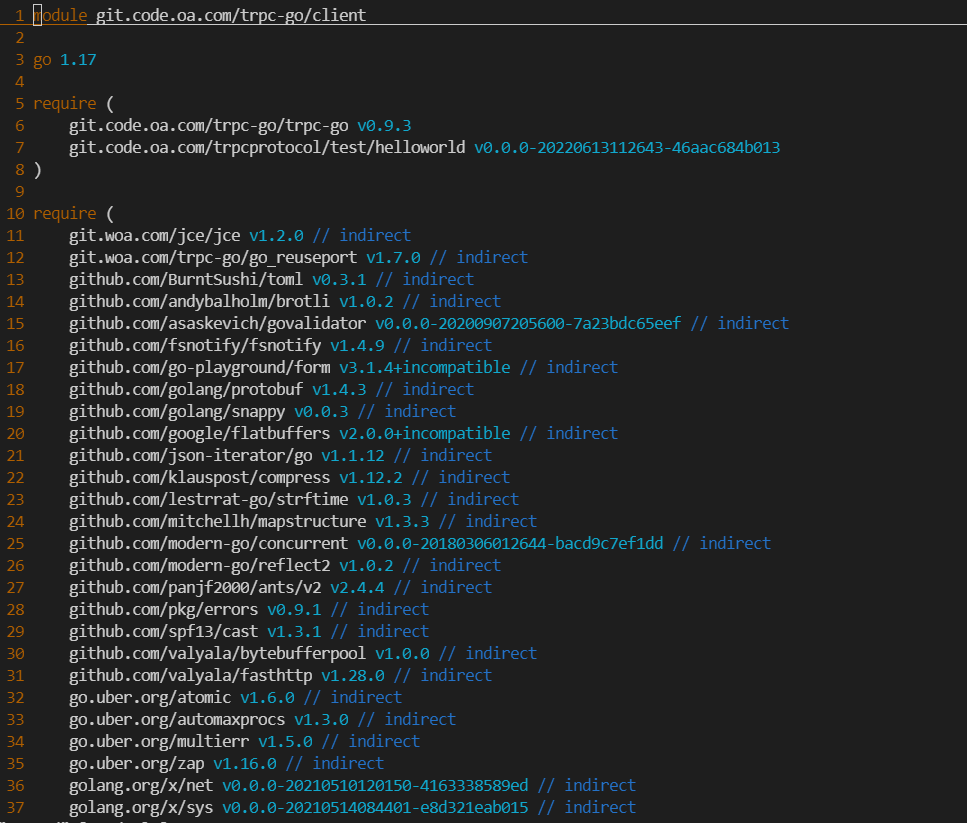 1 module git.code.oa.com/trpc-go/client
2
3 go 1.17
4
5 require (
6 git.code.oa.com/trpc-go/trpc-go v0.9.3
7 git.code.oa.com/trpcprotocol/test/helloworld v0.0.0-20220613112643-46aac684b013
8 )
9
10 require (
11 git.woa.com/jce/jce v1.2.0 // indirect
12 git.woa.com/trpc-go/go_reuseport v1.7.0 // indirect
13 github.com/BurntSushi/toml v0.3.1 // indirect
14 github.com/andybalholm/brotli v1.0.2 // indirect
15 github.com/asaskevich/govalidator v0.0.0-20200907205600-7a23bdc65eef // indirect
16 github.com/fsnotify/fsnotify v1.4.9 // indirect
17 github.com/go-playground/form v3.1.4+incompatible // indirect
18 github.com/golang/protobuf v1.4.3 // indirect
19 github.com/golang/snappy v0.0.3 // indirect
20 github.com/google/flatbuffers v2.0.0+incompatible // indirect
21 github.com/json-iterator/go v1.1.12 // indirect
22 github.com/klauspost/compress v1.12.2 // indirect
23 github.com/lestrrat-go/strftime v1.0.3 // indirect
24 github.com/mitchellh/mapstructure v1.3.3 // indirect
25 github.com/modern-go/concurrent v0.0.0-20180306012644-bacd9c7ef1dd // indirect
26 github.com/modern-go/reflect2 v1.0.2 // indirect
27 github.com/panjf2000/ants/v2 v2.4.4 // indirect
28 github.com/pkg/errors v0.9.1 // indirect
29 github.com/spf13/cast v1.3.1 // indirect
30 github.com/valyala/bytebufferpool v1.0.0 // indirect
31 github.com/valyala/fasthttp v1.28.0 // indirect
32 go.uber.org/atomic v1.6.0 // indirect
33 go.uber.org/automaxprocs v1.3.0 // indirect
34 go.uber.org/multierr v1.5.0 // indirect
35 go.uber.org/zap v1.16.0 // indirect
36 golang.org/x/net v0.0.0-20210510120150-4163338589ed // indirect
37 golang.org/x/sys v0.0.0-20210514084401-e8d321eab015 // indirect